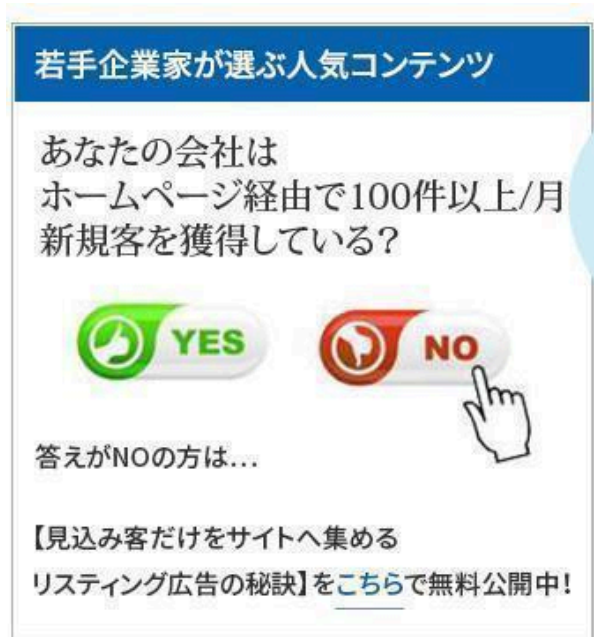 若手企業家が選ぶ人気コンテンツ
あなたの会社は
ホームページ経由で100件以上/月
新規客を獲得している?
YES NO
答えがNOの方は...
【見込み客だけをサイトへ集める
リスティング広告の秘訣】をこちらで無料公開中!